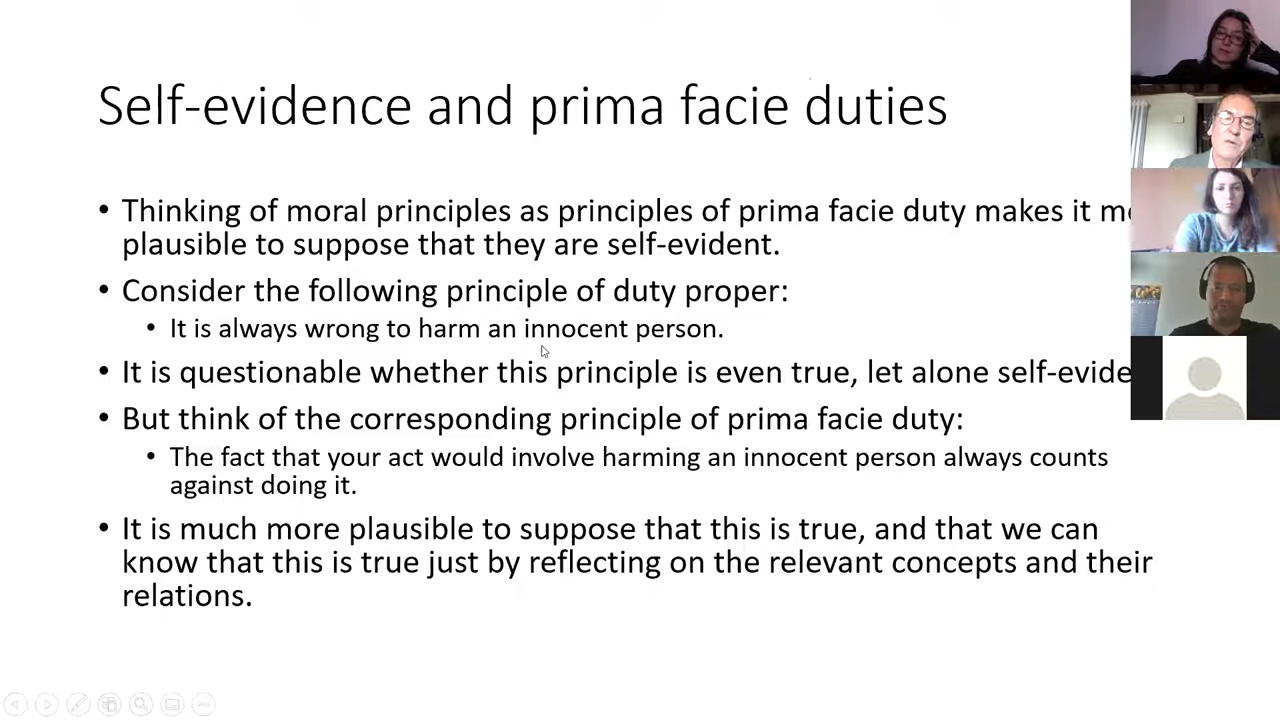 Self-evidence and prima facie duties
• Thinking of moral principles as principles of prima facie duty makes it
plausible to suppose that they are self-evident.
• Consider the following principle of duty proper:
• It is always wrong to harm an innocent person.
• It is questionable whether this principle is even true, let alone
• But think of the corresponding principle of prima facie duty:
• The fact that your act would involve harming an innocent person always counts
against doing it.
• It is much more plausible to suppose that this is true, and that we can
know that this is true just by reflecting on the relevant concepts and their
relations.